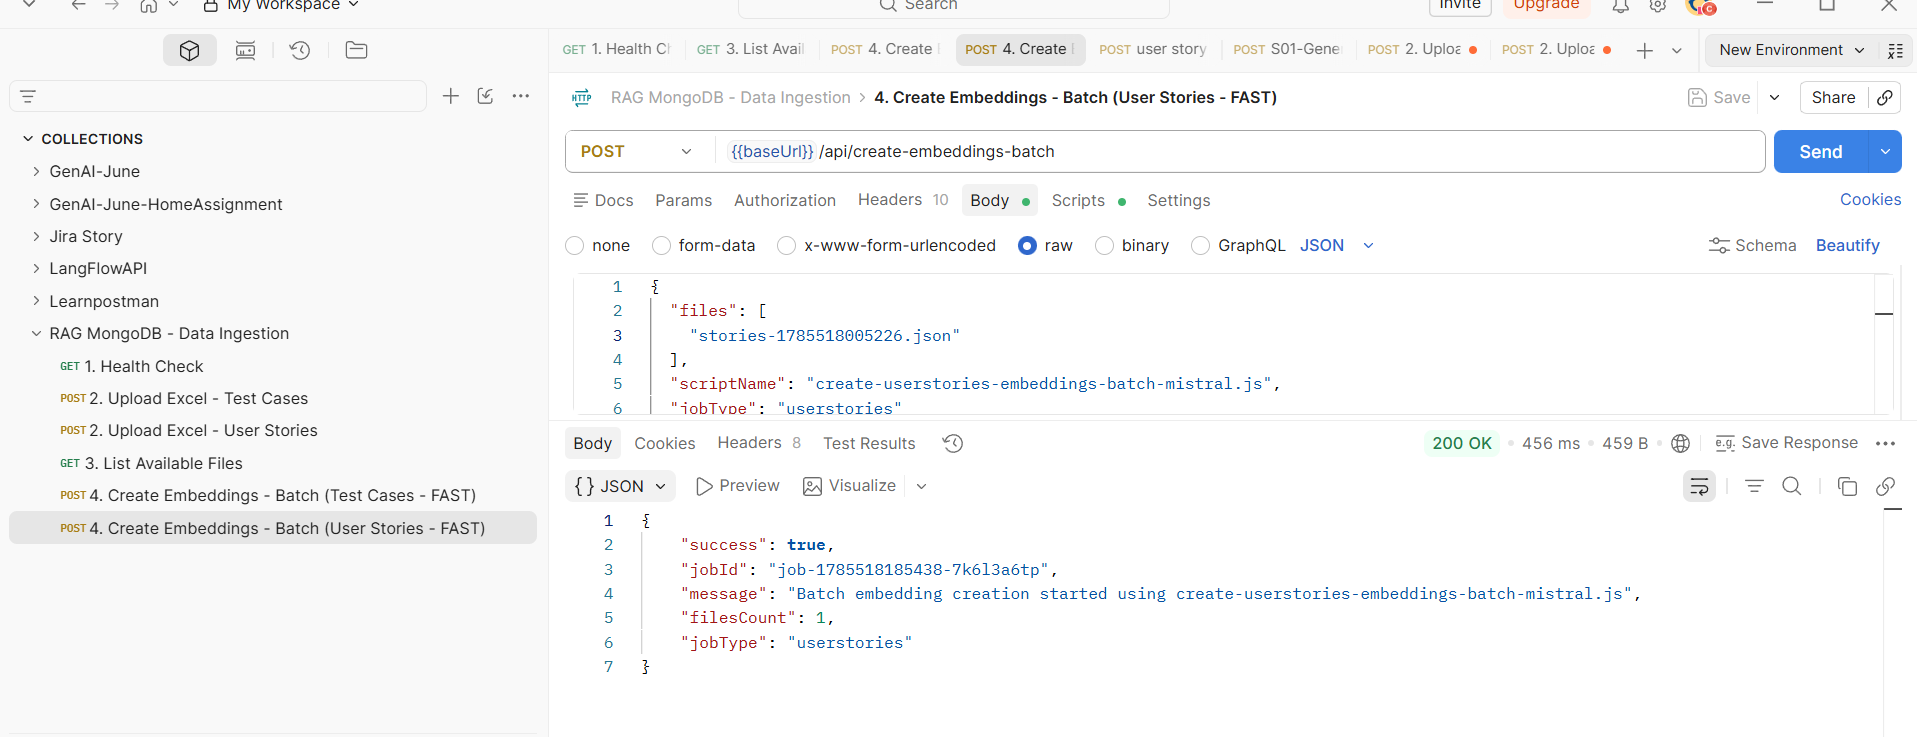 My Workspace
Search
Invite
Upgrade
GET 1. Health Ch
GET 3. List Avail
POST 4. Create
POST 4. Create
POST user story
POST S01-Gene
POST 2. Uploa
POST 2. Uploa
New Environment
COLLECTIONS
GenAI-June
GenAI-June-HomeAssignment
Jira Story
LangFlowAPI
Learnpostman
RAG MongoDB - Data Ingestion
GET 1. Health Check
POST 2. Upload Excel - Test Cases
POST 2. Upload Excel - User Stories
GET 3. List Available Files
POST 4. Create Embeddings - Batch (Test Cases - FAST)
POST 4. Create Embeddings - Batch (User Stories - FAST)
HTTP RAG MongoDB - Data Ingestion > 4. Create Embeddings - Batch (User Stories - FAST)
Save
Share
POST
{{baseUrl}} /api/create-embeddings-batch
Send
Docs Params Authorization Headers 10 Body Scripts Settings
Cookies
none form-data x-www-form-urlencoded raw binary GraphQL JSON
Schema Beautify
1 {
2 "files": [
3 "stories-1785518005226.json"
4 ],
5 "scriptName": "create-userstories-embeddings-batch-mistral.js",
6 "jobType": "userstories"
Body Cookies Headers 8 Test Results
200 OK • 456 ms • 459 B
e.g. Save Response
{} JSON Preview Visualize
1 {
2 "success": true,
3 "jobId": "job-1785518185438-7k6l3a6tp",
4 "message": "Batch embedding creation started using create-userstories-embeddings-batch-mistral.js",
5 "filesCount": 1,
6 "jobType": "userstories"
7 }